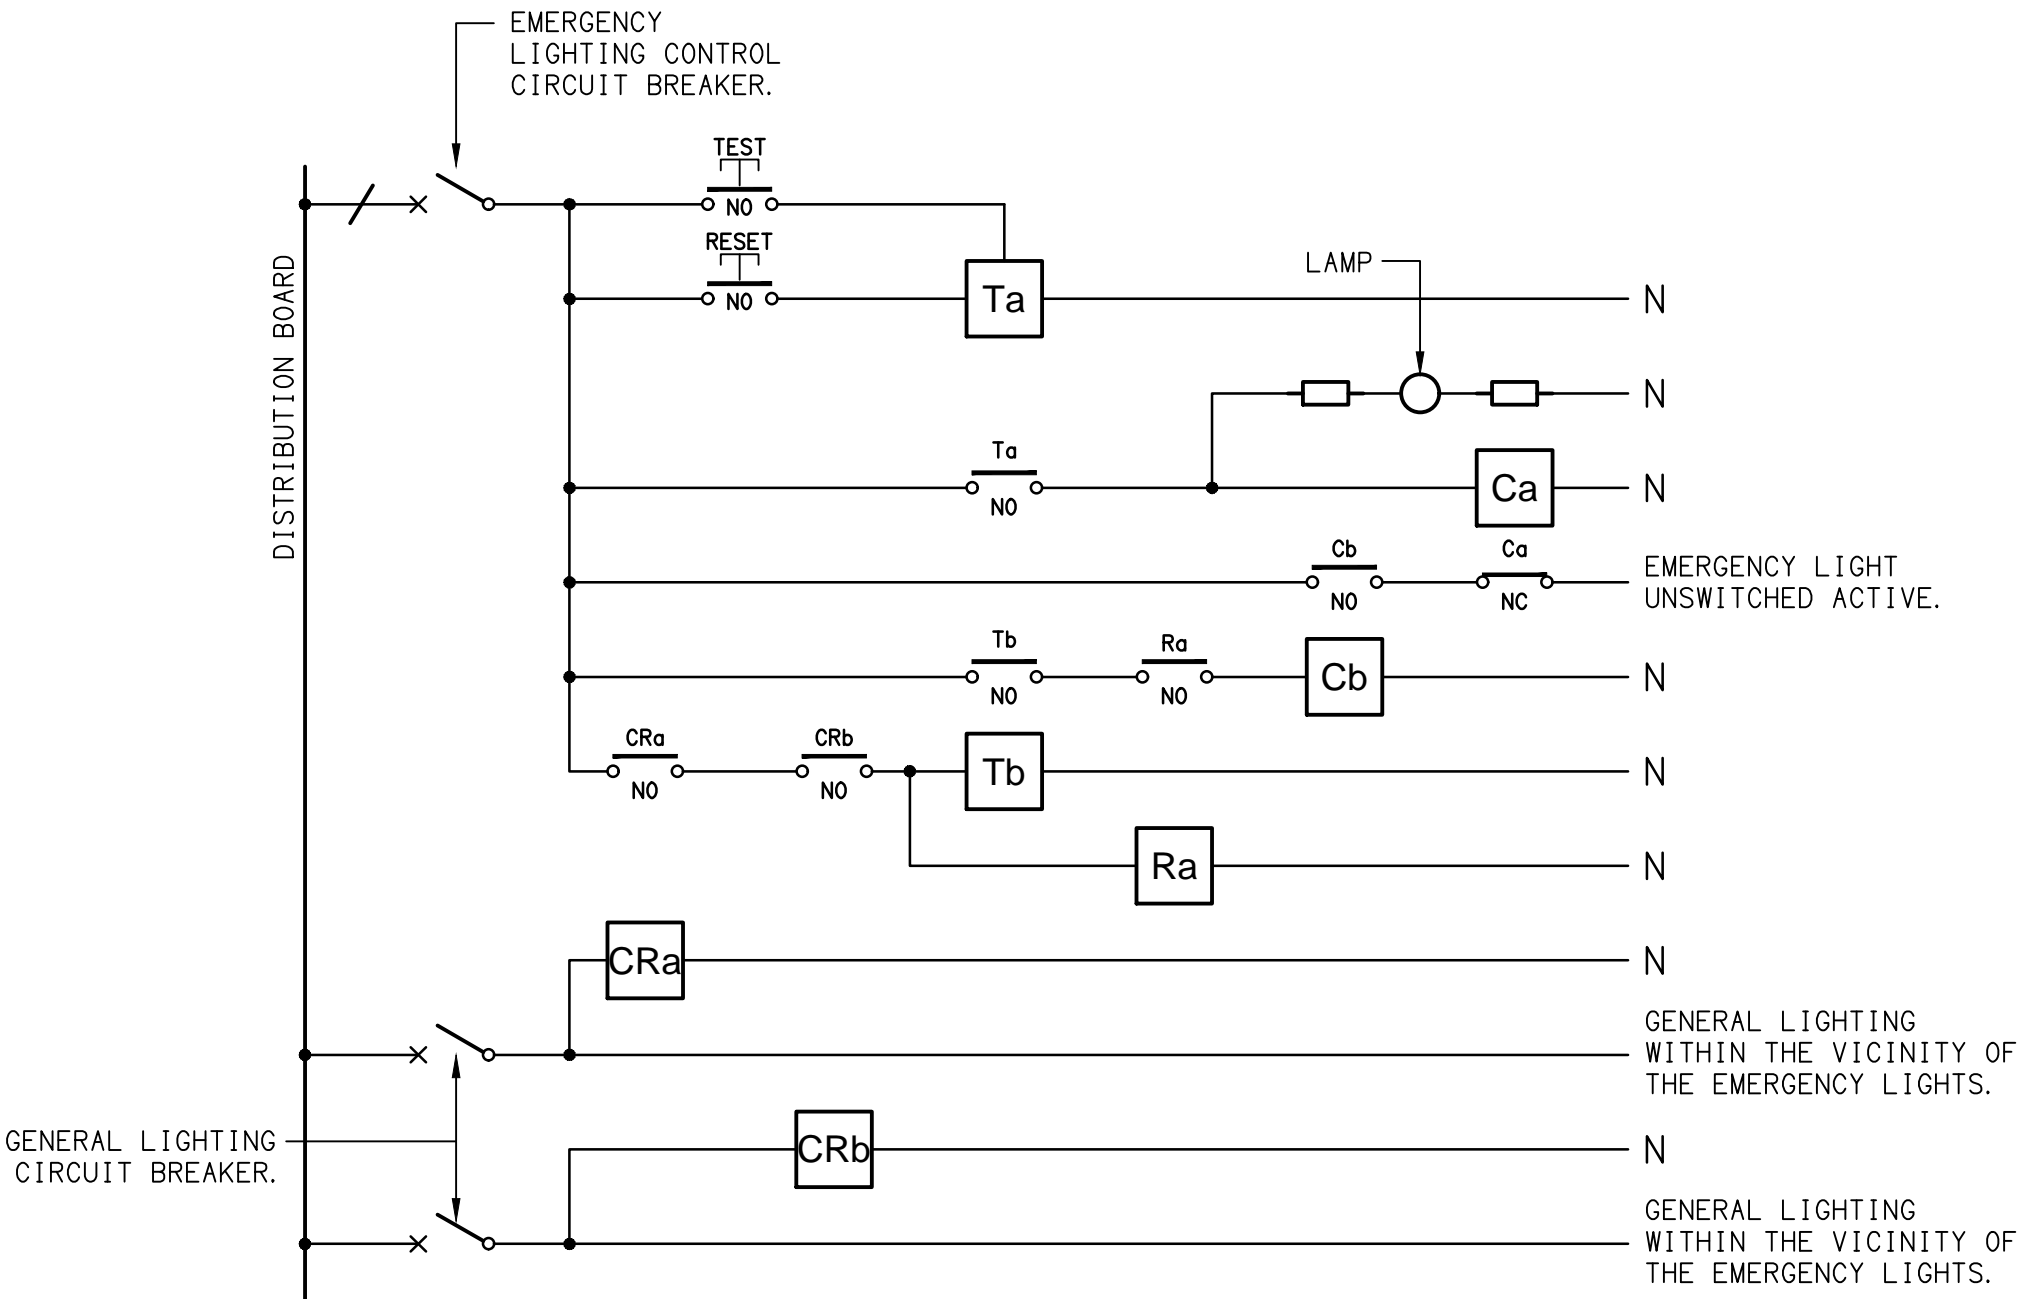 EMERGENCY
LIGHTING CONTROL
CIRCUIT BREAKER.
TEST
NO
RESET
NO
Ta
N
LAMP
N
DISTRIBUTION BOARD
Ta
NO
Ca
N
Cb
NO
Ca
NC
EMERGENCY LIGHT
UNSWITCHED ACTIVE.
Tb
NO
Ra
NO
Cb
N
CRa
NO
CRb
NO
Tb
N
Ra
N
CRa
N
GENERAL LIGHTING
WITHIN THE VICINITY OF
THE EMERGENCY LIGHTS.
GENERAL LIGHTING
CIRCUIT BREAKER.
CRb
N
GENERAL LIGHTING
WITHIN THE VICINITY OF
THE EMERGENCY LIGHTS.